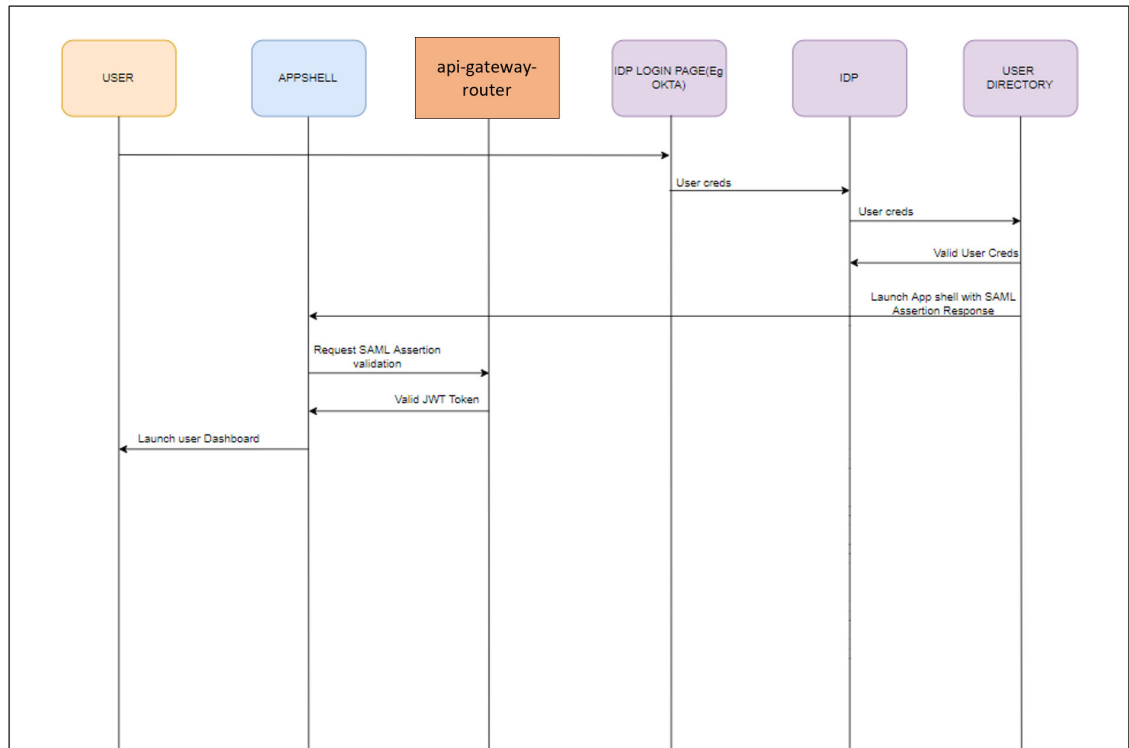 USER
APPSHELL
api-gateway-
router
IDP LOGIN PAGE(Eg
OKTA)
IDP
USER
DIRECTORY
User creds
User creds
Valid User Creds
Launch App shell with SAML
Assertion Response
Request SAML Assertion
validation
Valid JWT Token
Launch user Dashboard